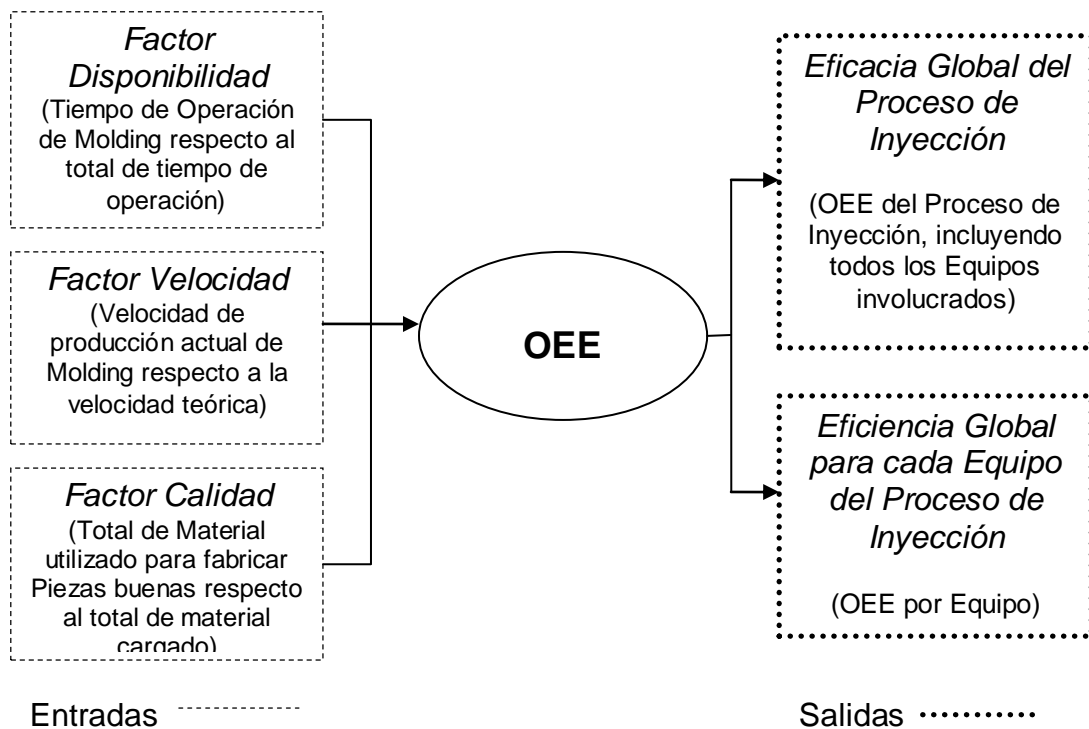 Factor
Disponibilidad
(Tiempo de Operación
de Molding respecto al
total de tiempo de
operación)
Factor Velocidad
(Velocidad de
producción actual de
Molding respecto a la
velocidad teórica)
Factor Calidad
(Total de Material
utilizado para fabricar
Piezas buenas respecto
al total de material
cargado)
OEE
Eficacia Global del
Proceso de
Inyección
(OEE del Proceso de
Inyección, incluyendo
todos los Equipos
involucrados)
Eficiencia Global
para cada Equipo
del Proceso de
Inyección
(OEE por Equipo)
Entradas
Salidas